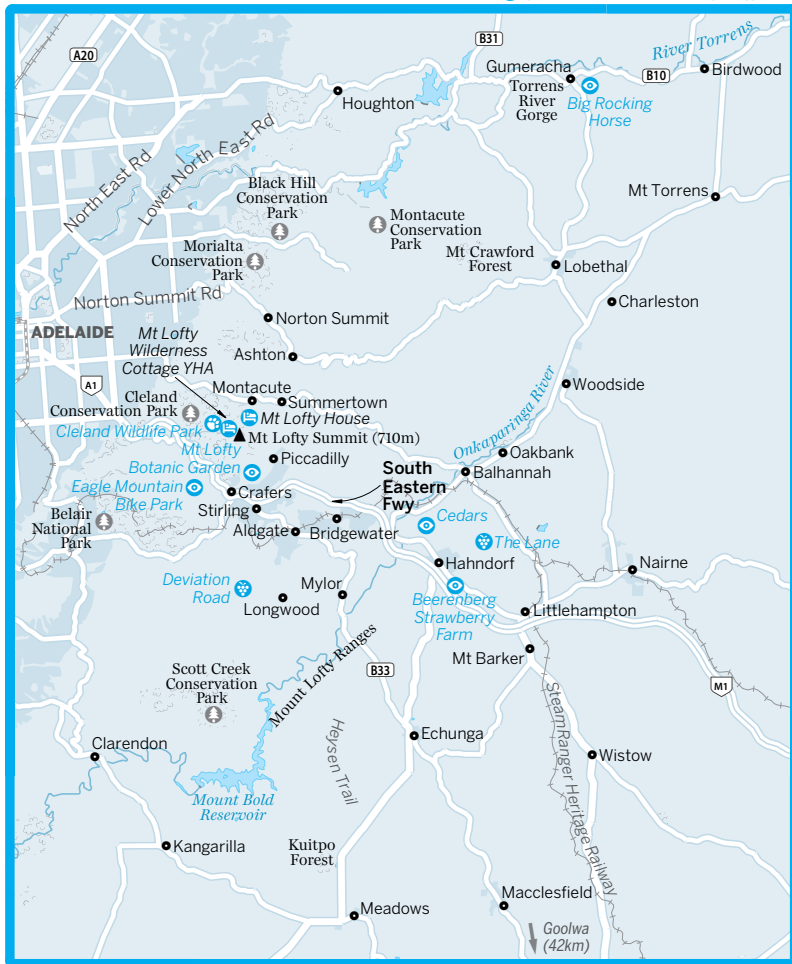 B31
A20
River Torrens
Gumeracha
B10
Birdwood
Torrens
River
Gorge
Big Rocking
Horse
Houghton
North East Rd
Lower North East Rd
Black Hill
Conservation
Park
Mt Torrens
Montacute
Conservation
Park
Morialta
Conservation
Park
Mt Crawford
Forest
Lobethal
Norton Summit Rd
Charleston
Norton Summit
ADELAIDE
Mt Lofty
Wilderness
Cottage YHA
Ashton
A1
Montacute
Summertown
Woodside
Cleland
Conservation Park
Mt Lofty House
Cleland Wildlife Park
Mt Lofty Summit (710m)
Onkaparinga River
Oakbank
Mt Lofty
Botanic Garden
Piccadilly
Balhannah
South
Eastern
Fwy
Eagle Mountain
Bike Park
Crafers
Stirling
Cedars
Belair
National
Park
Aldgate
Bridgewater
The Lane
Hahndorf
Nairne
Deviation
Road
Mylor
Longwood
Beerenberg
Strawberry
Farm
Littlehampton
Mount Lofty Ranges
Mt Barker
B33
M1
Scott Creek
Conservation
Park
Heysen Trail
SteamRanger Heritage Railway
Echunga
Clarendon
Wistow
Mount Bold
Reservoir
Kangarilla
Kuitpo
Forest
Macclesfield
Meadows
Goolwa
(42km)